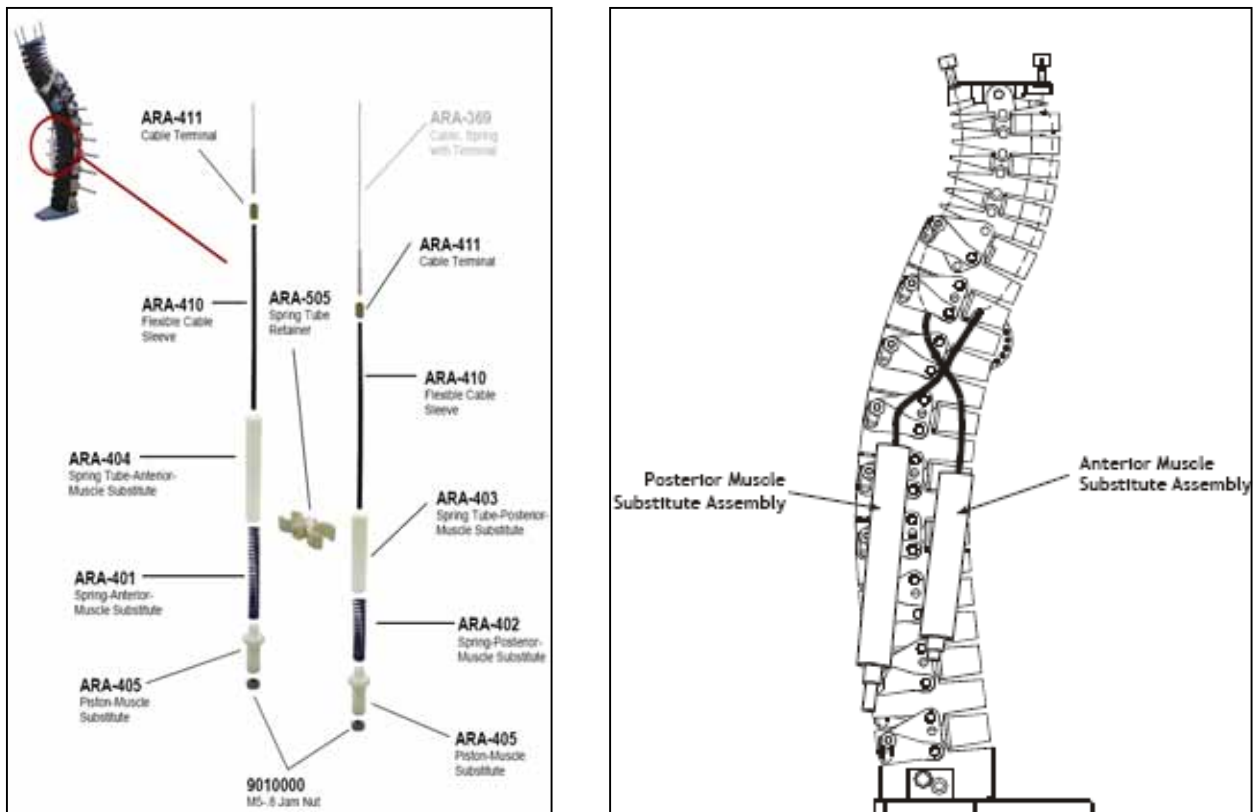 ARA-411
Cable Terminal
ARA-369
Cable, Spring
with Terminal
ARA-411
Cable Terminal
ARA-410
Flexible Cable
Sleeve
ARA-505
Spring Tube
Retainer
ARA-410
Flexible Cable
Sleeve
ARA-404
Spring Tube-Anterior-
Muscle Substitute
ARA-403
Spring Tube-Posterior-
Muscle Substitute
ARA-401
Spring-Anterior-
Muscle Substitute
ARA-402
Spring-Posterior-
Muscle Substitute
ARA-405
Piston-Muscle
Substitute
ARA-405
Piston-Muscle
Substitute
9010000
M5-.8 Jam Nut
Posterior Muscle
Substitute Assembly
Anterior Muscle
Substitute Assembly